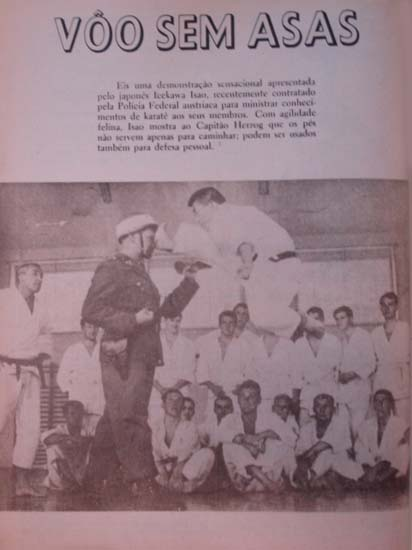 VÔO SEM ASAS
Eis uma demonstração sensacional apresentada
pelo japonês Icekawa Isao, recentemente contratado
pela Polícia Federal austríaca para ministrar conheci-
mentos de karatê aos seus membros. Com agilidade
felina, Isao mostra ao Capitão Herzog que os pés
não servem apenas para caminhar; podem ser usados
também para defesa pessoal.